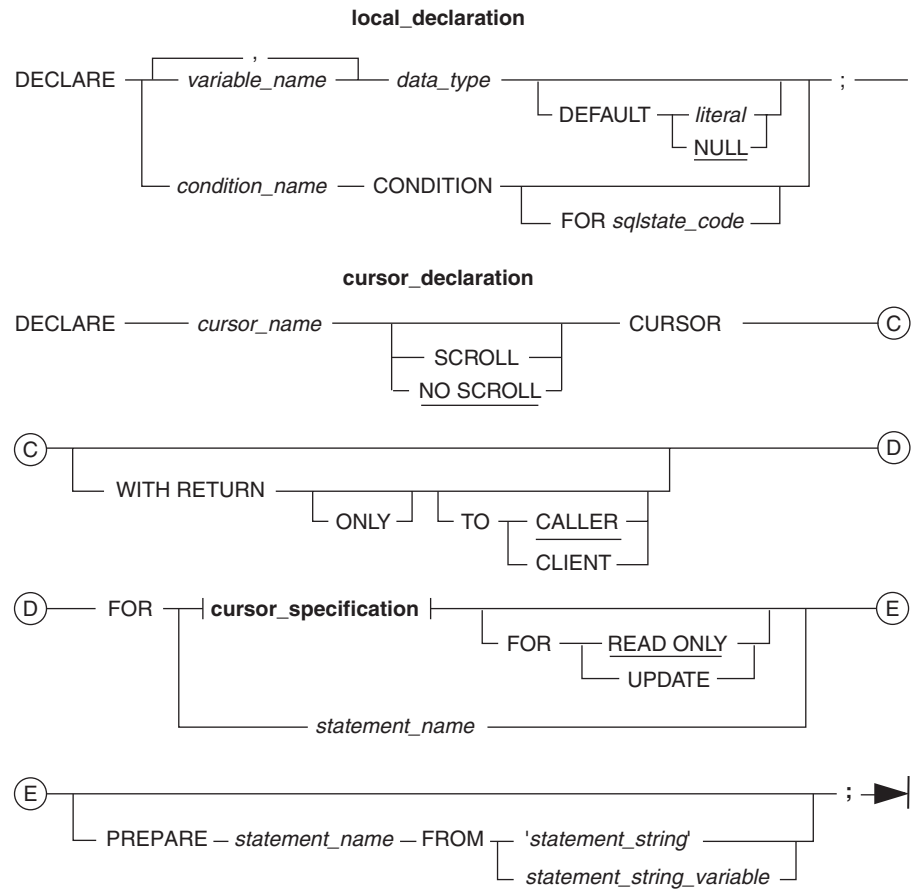 local_declaration
,
DECLARE variable_name data_type ;
DEFAULT literal
NULL
condition_name CONDITION
FOR sqlstate_code
cursor_declaration
DECLARE cursor_name CURSOR C
SCROLL
NO SCROLL
C D
WITH RETURN
ONLY TO CALLER
CLIENT
D FOR cursor_specification E
FOR READ ONLY
UPDATE
statement_name
E ;
PREPARE statement_name FROM 'statement_string'
statement_string_variable